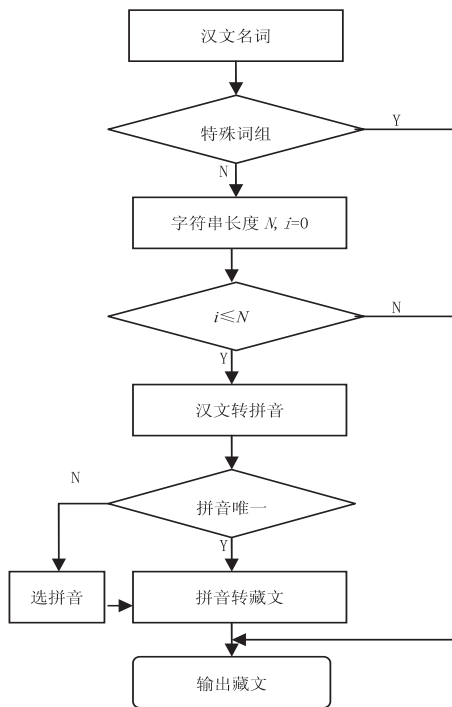 汉文名词
特殊词组
Y
N
字符串长度 N, i=0
i≤N
N
Y
汉文转拼音
N
拼音唯一
Y
选拼音
拼音转藏文
输出藏文